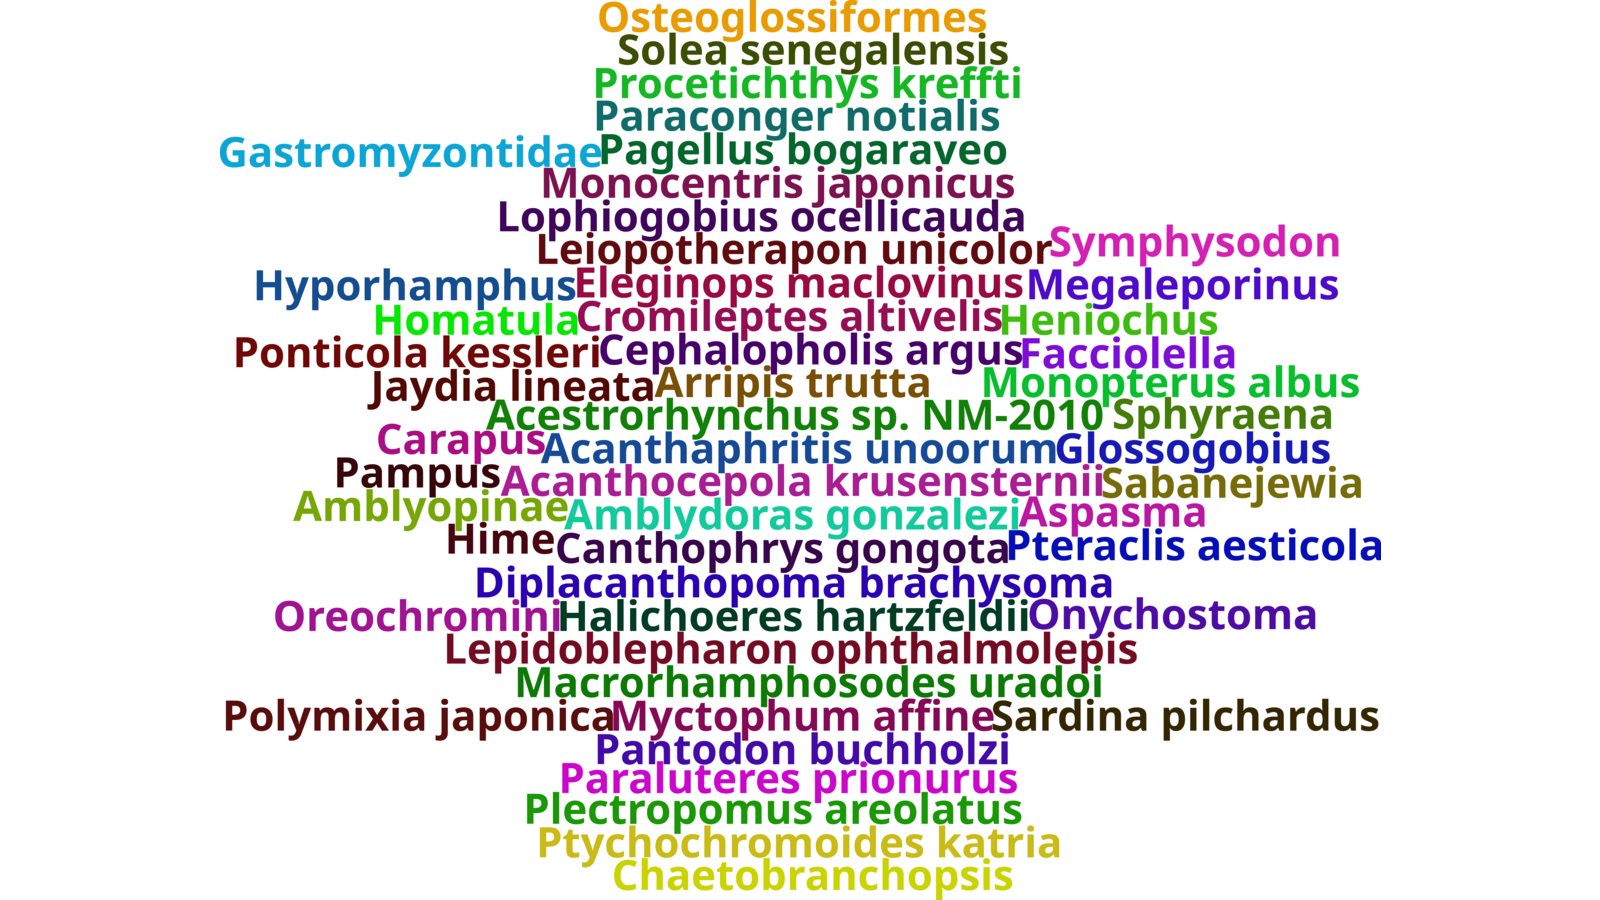 Osteoglossiformes
Solea senegalensis
Procetichthys kreffti
Paraconger notialis
Gastromyzontidae Pagellus bogaraveo
Monocentris japonicus
Lophiogobius ocellicauda
Leiopotherapon unicolor Symphysodon
Hyporhamphus Eleginops maclovinus Megaleporinus
Homatula Cromileptes altivelis Heniochus
Ponticola kessleri Cephalopholis argus Facciolella
Jaydia lineata Arripis trutta Monopterus albus
Acestrorhynchus sp. NM-2010 Sphyraena
Carapus Acanthaphritis unoorum Glossogobius
Pampus Acanthocepola krusensternii Sabanejewia
Amblyopinae Amblydoras gonzalezi Aspasma
Hime Canthophrys gongota Pteraclis aesticola
Diplacanthopoma brachysoma
Oreochromini Halichoeres hartzfeldii Onychostoma
Lepidoblepharon ophthalmolepis
Macrorhamphosodes uradoi
Polymixia japonica Myctophum affine Sardina pilchardus
Pantodon buchholzi
Paraluteres prionurus
Plectropomus areolatus
Ptychochromoides katria
Chaetobranchopsis